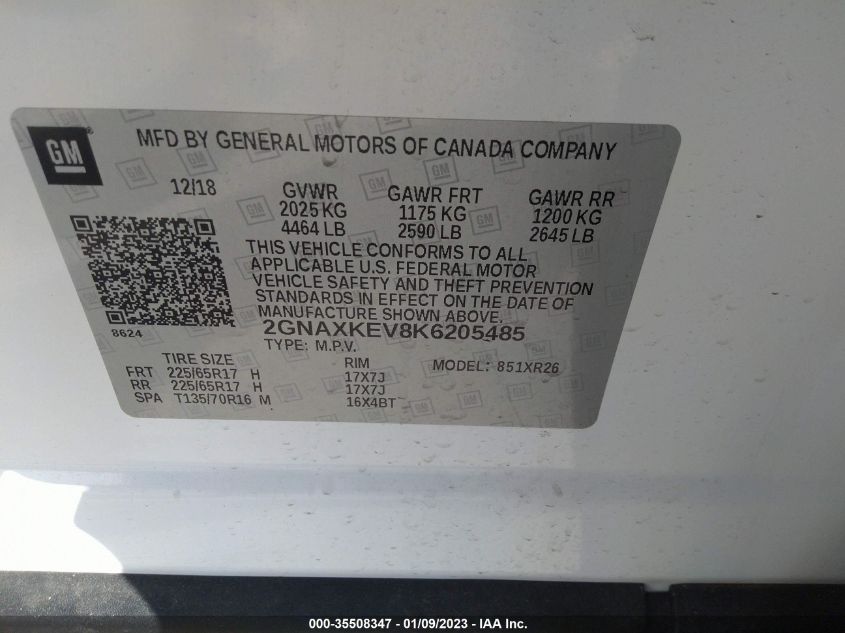 GM
MFD BY GENERAL MOTORS OF CANADA COMPANY
12/18 GVWR GAWR FRT GAWR RR
2025 KG 1175 KG 1200 KG
4464 LB 2590 LB 2645 LB
THIS VEHICLE CONFORMS TO ALL
APPLICABLE U.S. FEDERAL MOTOR
VEHICLE SAFETY AND THEFT PREVENTION
STANDARDS IN EFFECT ON THE DATE OF
MANUFACTURE SHOWN ABOVE.
8624
2GNAXKEV8K6205485
TYPE: M.P.V. MODEL: 851XR26
TIRE SIZE RIM
FRT 225/65R17 H 17X7J
RR 225/65R17 H 17X7J
SPA T135/70R16 M 16X4BT
000-35508347 - 01/09/2023 - IAA Inc.